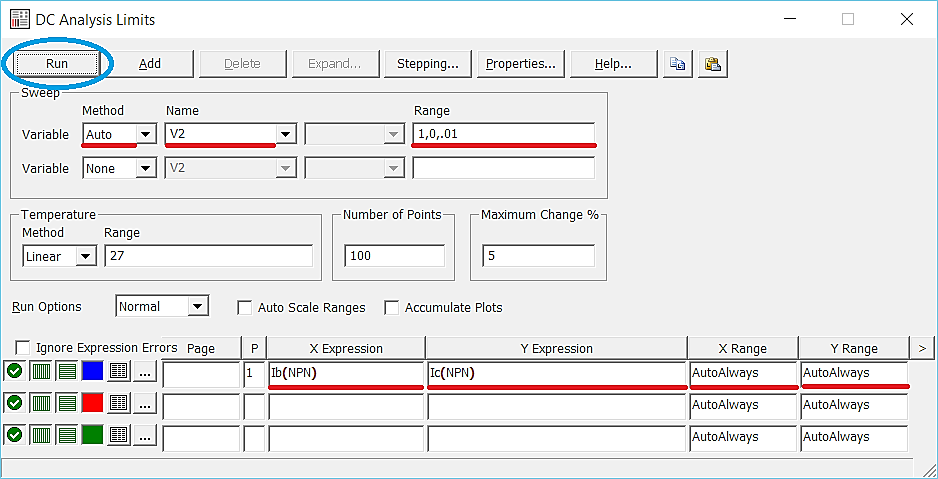 DC Analysis Limits
Run Add Delete Expand... Stepping... Properties... Help...
Sweep
Method Name Range
Variable Auto V2 1,0,.01
Variable None V2
Temperature Number of Points Maximum Change %
Method Range
Linear 27 100 5
Run Options Normal Auto Scale Ranges Accumulate Plots
Ignore Expression Errors Page P X Expression Y Expression X Range Y Range >
... 1 Ib(NPN) Ic(NPN) AutoAlways AutoAlways
... AutoAlways AutoAlways
... AutoAlways AutoAlways